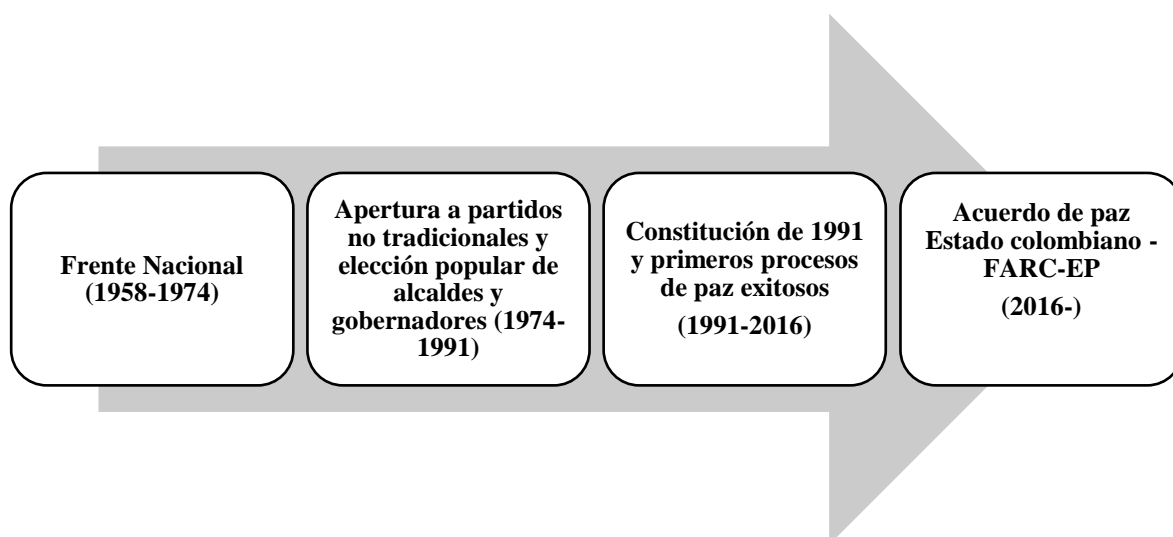 Frente Nacional
(1958-1974)
Apertura a partidos
no tradicionales y
elección popular de
alcaldes y
gobernadores (1974-
1991)
Constitución de 1991
y primeros procesos
de paz exitosos
(1991-2016)
Acuerdo de paz
Estado colombiano -
FARC-EP
(2016-)